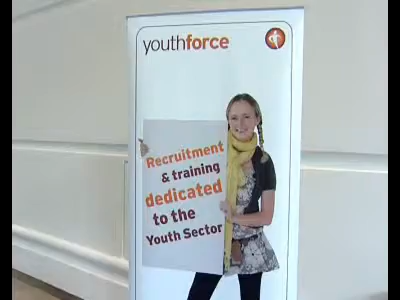 youthforce
Recruitment
& training
dedicated
to the
Youth Sector